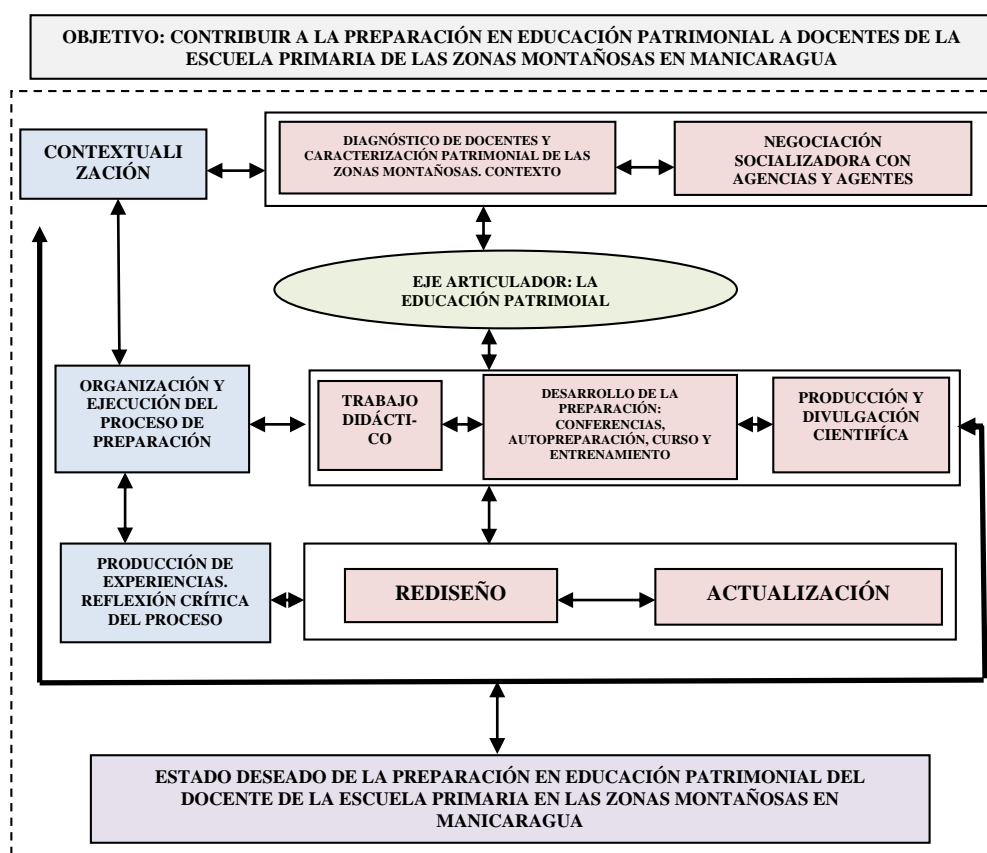 OBJETIVO: CONTRIBUIR A LA PREPARACIÓN EN EDUCACIÓN PATRIMONIAL A DOCENTES DE LA
ESCUELA PRIMARIA DE LAS ZONAS MONTAÑOSAS EN MANICARAGUA
CONTEXTUALI
ZACIÓN
DIAGNÓSTICO DE DOCENTES Y
CARACTERIZACIÓN PATRIMONIAL DE LAS
ZONAS MONTAÑOSAS. CONTEXTO
NEGOCIACIÓN
SOCIALIZADORA CON
AGENCIAS Y AGENTES
EJE ARTICULADOR: LA
EDUCACIÓN PATRIMOIAL
ORGANIZACIÓN Y
EJECUCIÓN DEL
PROCESO DE
PREPARACIÓN
TRABAJO
DIDÁCTI-
CO
DESARROLLO DE LA
PREPARACIÓN:
CONFERENCIAS,
AUTOPREPARACIÓN, CURSO Y
ENTRENAMIENTO
PRODUCCIÓN Y
DIVULGACIÓN
CIENTIFÍCA
PRODUCCIÓN DE
EXPERIENCIAS.
REFLEXIÓN CRÍTICA
DEL PROCESO
REDISEÑO
ACTUALIZACIÓN
ESTADO DESEADO DE LA PREPARACIÓN EN EDUCACIÓN PATRIMONIAL DEL
DOCENTE DE LA ESCUELA PRIMARIA EN LAS ZONAS MONTAÑOSAS EN
MANICARAGUA